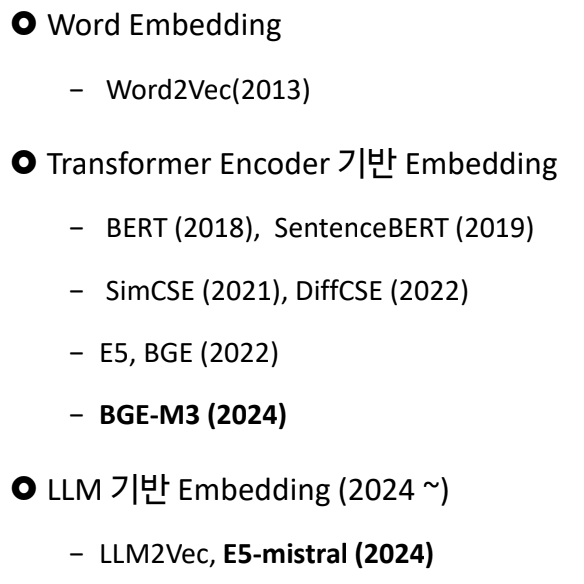 Word Embedding
– Word2Vec(2013)
Transformer Encoder 기반 Embedding
– BERT (2018), SentenceBERT (2019)
– SimCSE (2021), DiffCSE (2022)
– E5, BGE (2022)
– BGE-M3 (2024)
LLM 기반 Embedding (2024 ~)
– LLM2Vec, E5-mistral (2024)